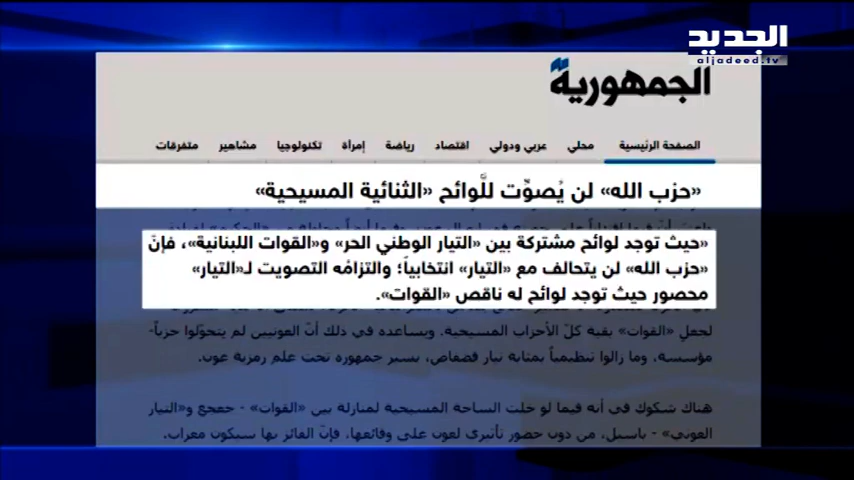 الجديد
aljadeed.tv
الجمهورية
الصفحة الرئيسية محلي عربي ودولي اقتصاد رياضة إمرأة تكنولوجيا مشاهير متفرقات
«حزب الله» لن يُصوِّت للَّوائح «الثنائية المسيحية»
«حيث توجد لوائح مشتركة بين «التيار الوطني الحر» و«القوات اللبنانية»، فإنّ
«حزب الله» لن يتحالف مع «التيار» انتخابياً؛ والتزامُه التصويت لـ«التيار»
محصور حيث توجد لوائح له ناقص «القوات».
لجعلِ «القوات» بقية كلّ الأحزاب المسيحية. ويساعده في ذلك أنّ العونيين لم يتحوّلوا حزباً-
مؤسسة، وما زالوا تنظيمياً بمثابة تيار فضفاض، يسير جمهوره تحت علم رمزية عون.
هناك شكوك في أنه فيما لو خلت الساحة المسيحية لمنازلة بين «القوات» - جعجع و«التيار
العوني» - باسيل، من دون حضور تأثيري لعون على وقائعها، فإنّ الفائز بها سيكون معراب.